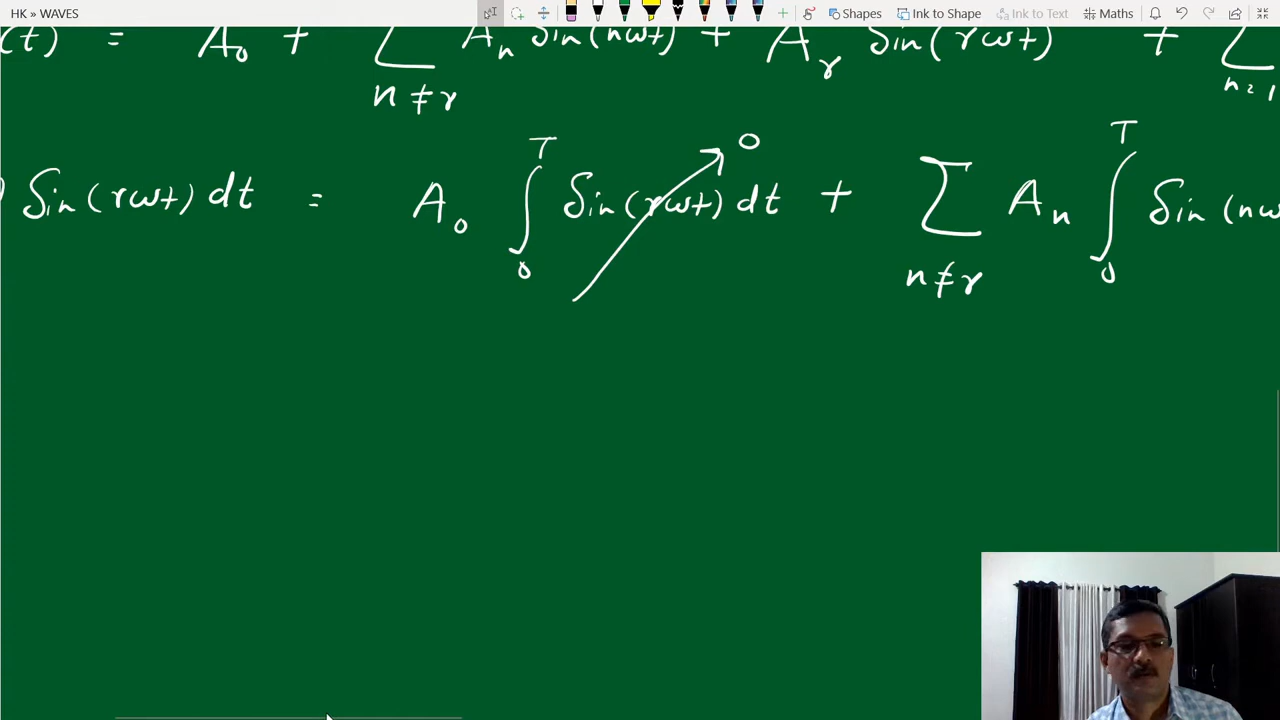 HK » WAVES Shapes Ink to Shape Ink to Text Maths
(t) = A₀ + ∑ Aₙ Sin(nωt) + Aᵣ Sin(rωt) + ∑
n≠r n=1
) Sin(rωt) dt = A₀ ∫₀ᵀ Sin(rωt) dt → 0 + ∑ Aₙ ∫₀ᵀ Sin(nω
n≠r